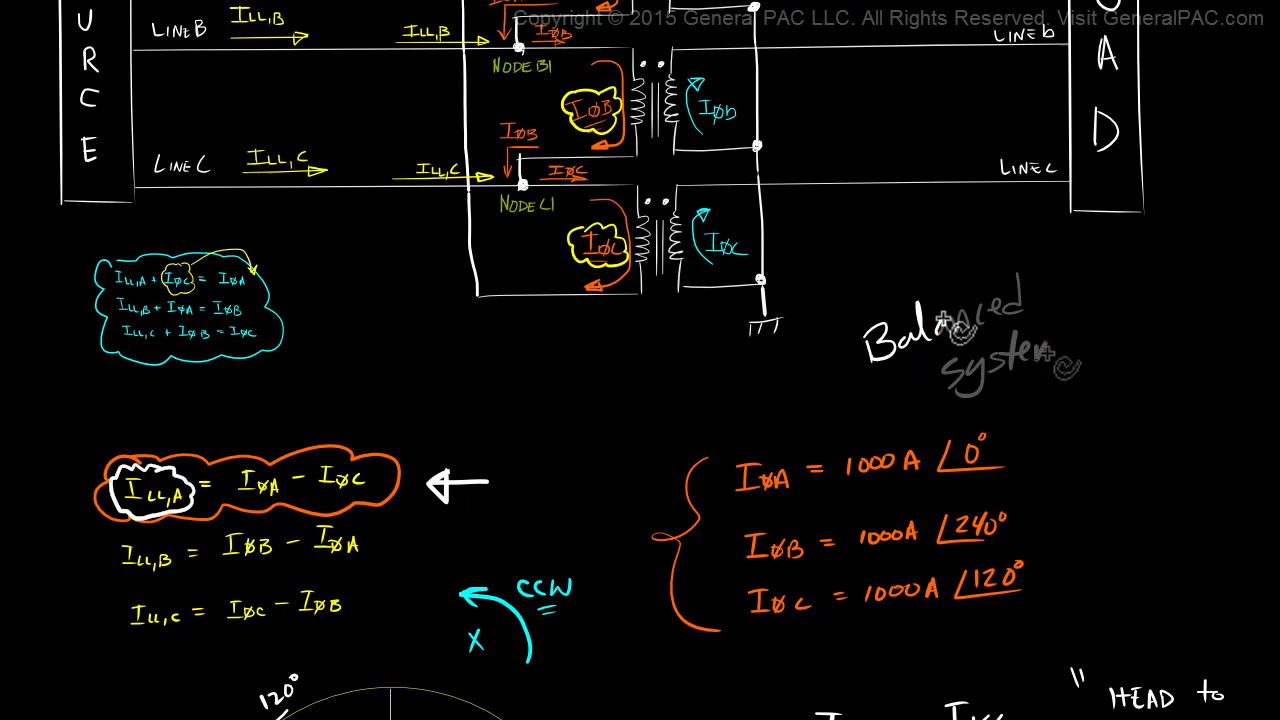 Copyright © 2015 General PAC LLC. All Rights Reserved. Visit GeneralPAC.com
U
R
C
E
A
D
LINE B
ILL,B
ILL,B
IØB
LINE b
NODE B1
IØB
IØb
IØB
LINE C
ILL,C
ILL,C
IØC
LINE c
NODE C1
IØC
IØc
ILL,A + IØC = IØA
ILL,B + IØA = IØB
ILL,C + IØB = IØC
Balanced
system
ILL,A = IØA - IØC
ILL,B = IØB - IØA
ILL,C = IØC - IØB
CCW
X
IØA = 1000A ∠0°
IØB = 1000A ∠240°
IØC = 1000A ∠120°
120°
" HEAD to